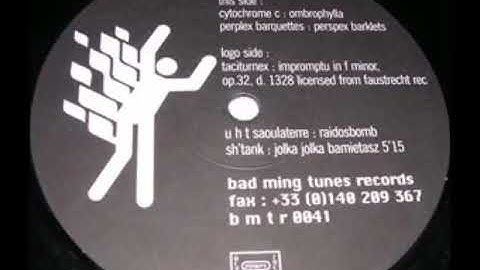 this side :
cytochrome c : ombrophylla
perplex barquettes : perspex barklets
logo side :
taciturnex : impromptu in f minor,
op.32, d. 1328 licensed from faustrecht rec
u h t saoulaterre : raidosbomb
sh'tank : jolka jolka bamietasz 5'15
bad ming tunes records
fax : +33 (0)140 209 367
b m t r 0041